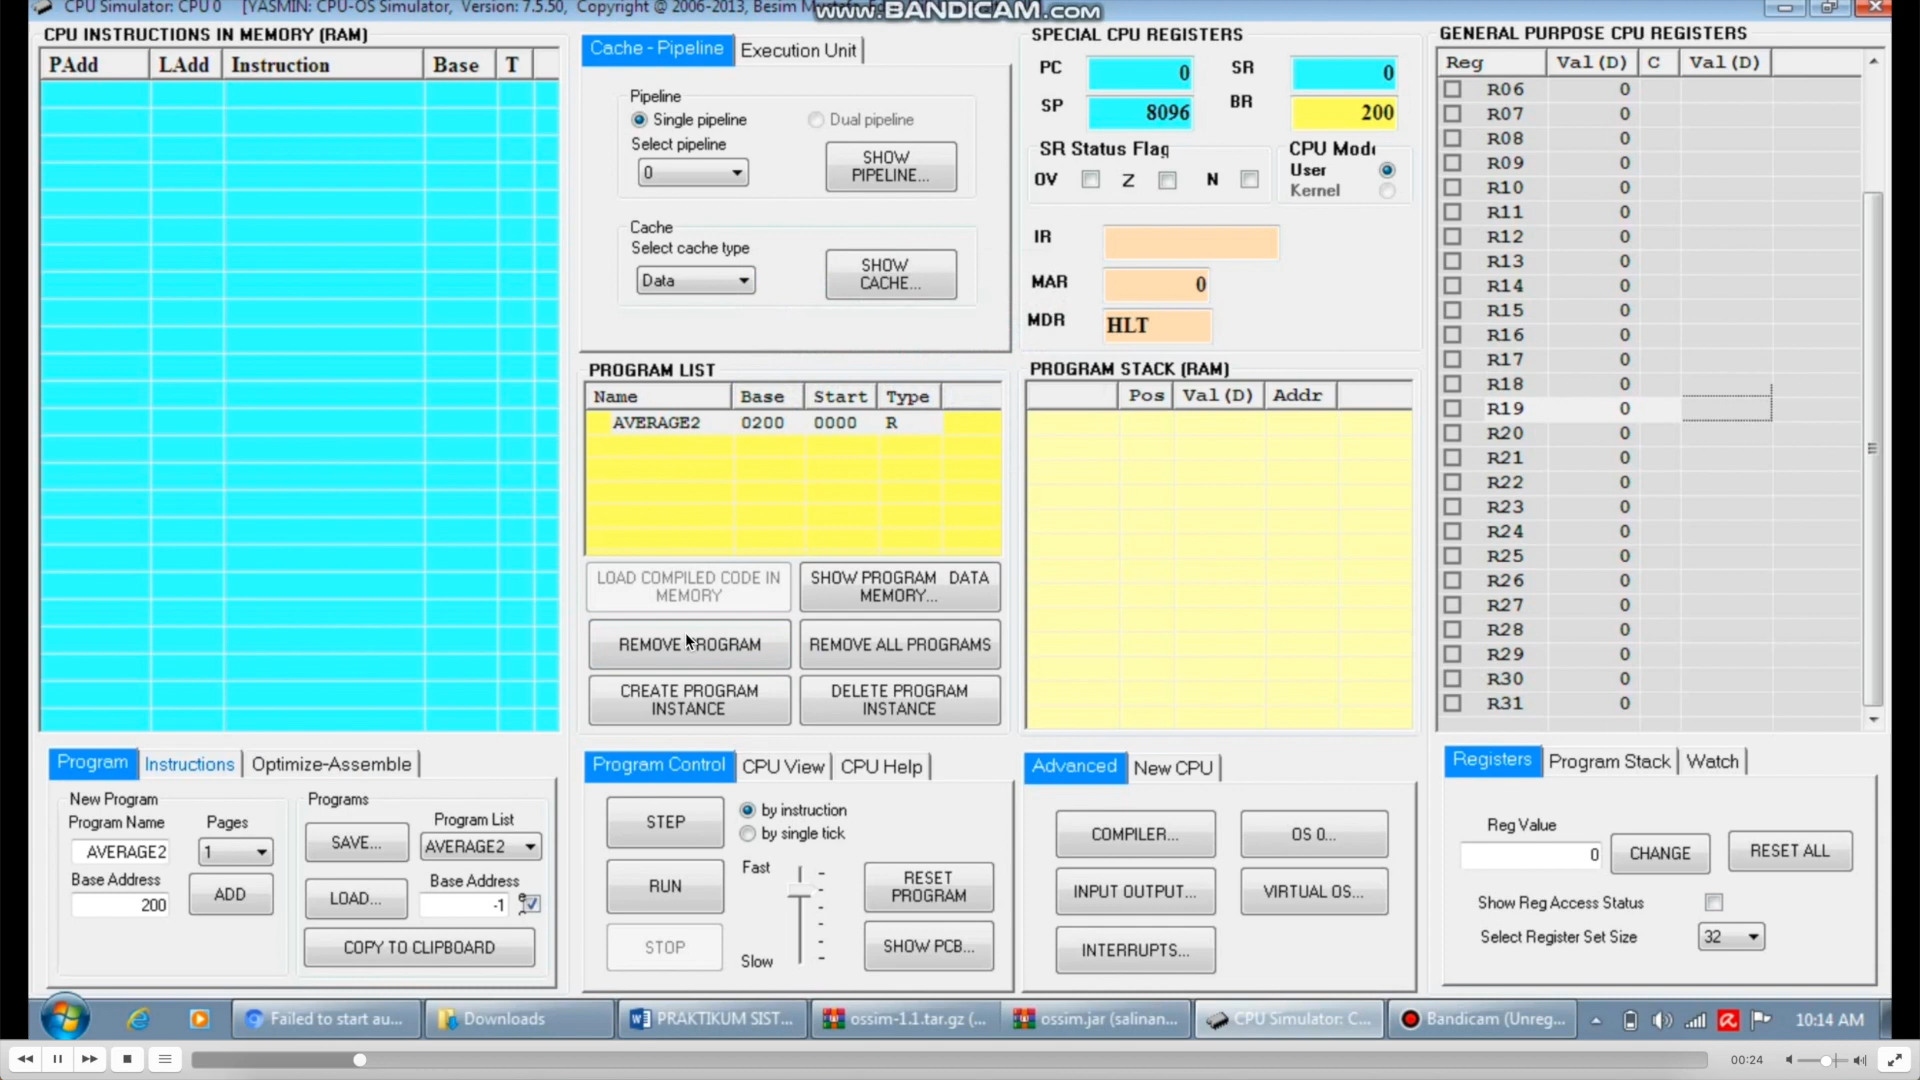 CPU Simulator: CPU 0 [YASMIN: CPU-OS Simulator, Version: 7.5.50, Copyright @ 2006-2013, Besim
www.BANDICAM.com
CPU INSTRUCTIONS IN MEMORY (RAM)
PAdd LAdd Instruction Base T
Cache - Pipeline Execution Unit
Pipeline
Single pipeline Dual pipeline
Select pipeline
0
SHOW
PIPELINE...
Cache
Select cache type
Data
SHOW
CACHE...
SPECIAL CPU REGISTERS
PC 0 SR 0
SP 8096 BR 200
SR Status Flag
OV Z N
CPU Mode
User
Kernel
IR
MAR 0
MDR HLT
GENERAL PURPOSE CPU REGISTERS
Reg Val (D) C Val (D)
R06 0
R07 0
R08 0
R09 0
R10 0
R11 0
R12 0
R13 0
R14 0
R15 0
R16 0
R17 0
R18 0
R19 0
R20 0
R21 0
R22 0
R23 0
R24 0
R25 0
R26 0
R27 0
R28 0
R29 0
R30 0
R31 0
PROGRAM LIST
Name Base Start Type
AVERAGE2 0200 0000 R
LOAD COMPILED CODE IN
MEMORY
SHOW PROGRAM DATA
MEMORY...
REMOVE PROGRAM
REMOVE ALL PROGRAMS
CREATE PROGRAM
INSTANCE
DELETE PROGRAM
INSTANCE
PROGRAM STACK (RAM)
Pos Val (D) Addr
Program Instructions Optimize-Assemble
New Program
Program Name Pages
AVERAGE2 1
Base Address
200
ADD
Programs
SAVE...
Program List
AVERAGE2
LOAD...
Base Address
-1
COPY TO CLIPBOARD
Program Control CPU View CPU Help
STEP
by instruction
by single tick
RUN
Fast
Slow
RESET
PROGRAM
STOP
SHOW PCB...
Advanced New CPU
COMPILER... OS 0...
INPUT OUTPUT... VIRTUAL OS...
INTERRUPTS...
Registers Program Stack Watch
Reg Value
0 CHANGE RESET ALL
Show Reg Access Status
Select Register Set Size 32
Failed to start au... Downloads PRAKTIKUM SIST... ossim-1.1.tar.gz (... ossim.jar (salinan... CPU Simulator: C... Bandicam (Unreg... 10:14 AM
00:24